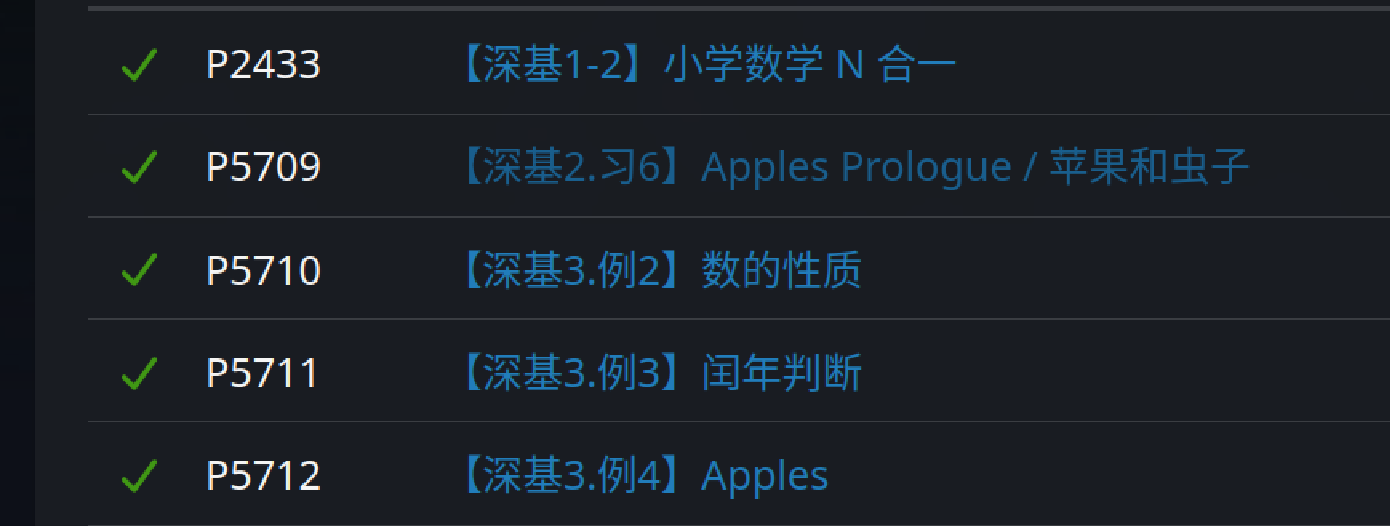 P2433 【深基1-2】小学数学 N 合一
P5709 【深基2.习6】Apples Prologue / 苹果和虫子
P5710 【深基3.例2】数的性质
P5711 【深基3.例3】闰年判断
P5712 【深基3.例4】Apples